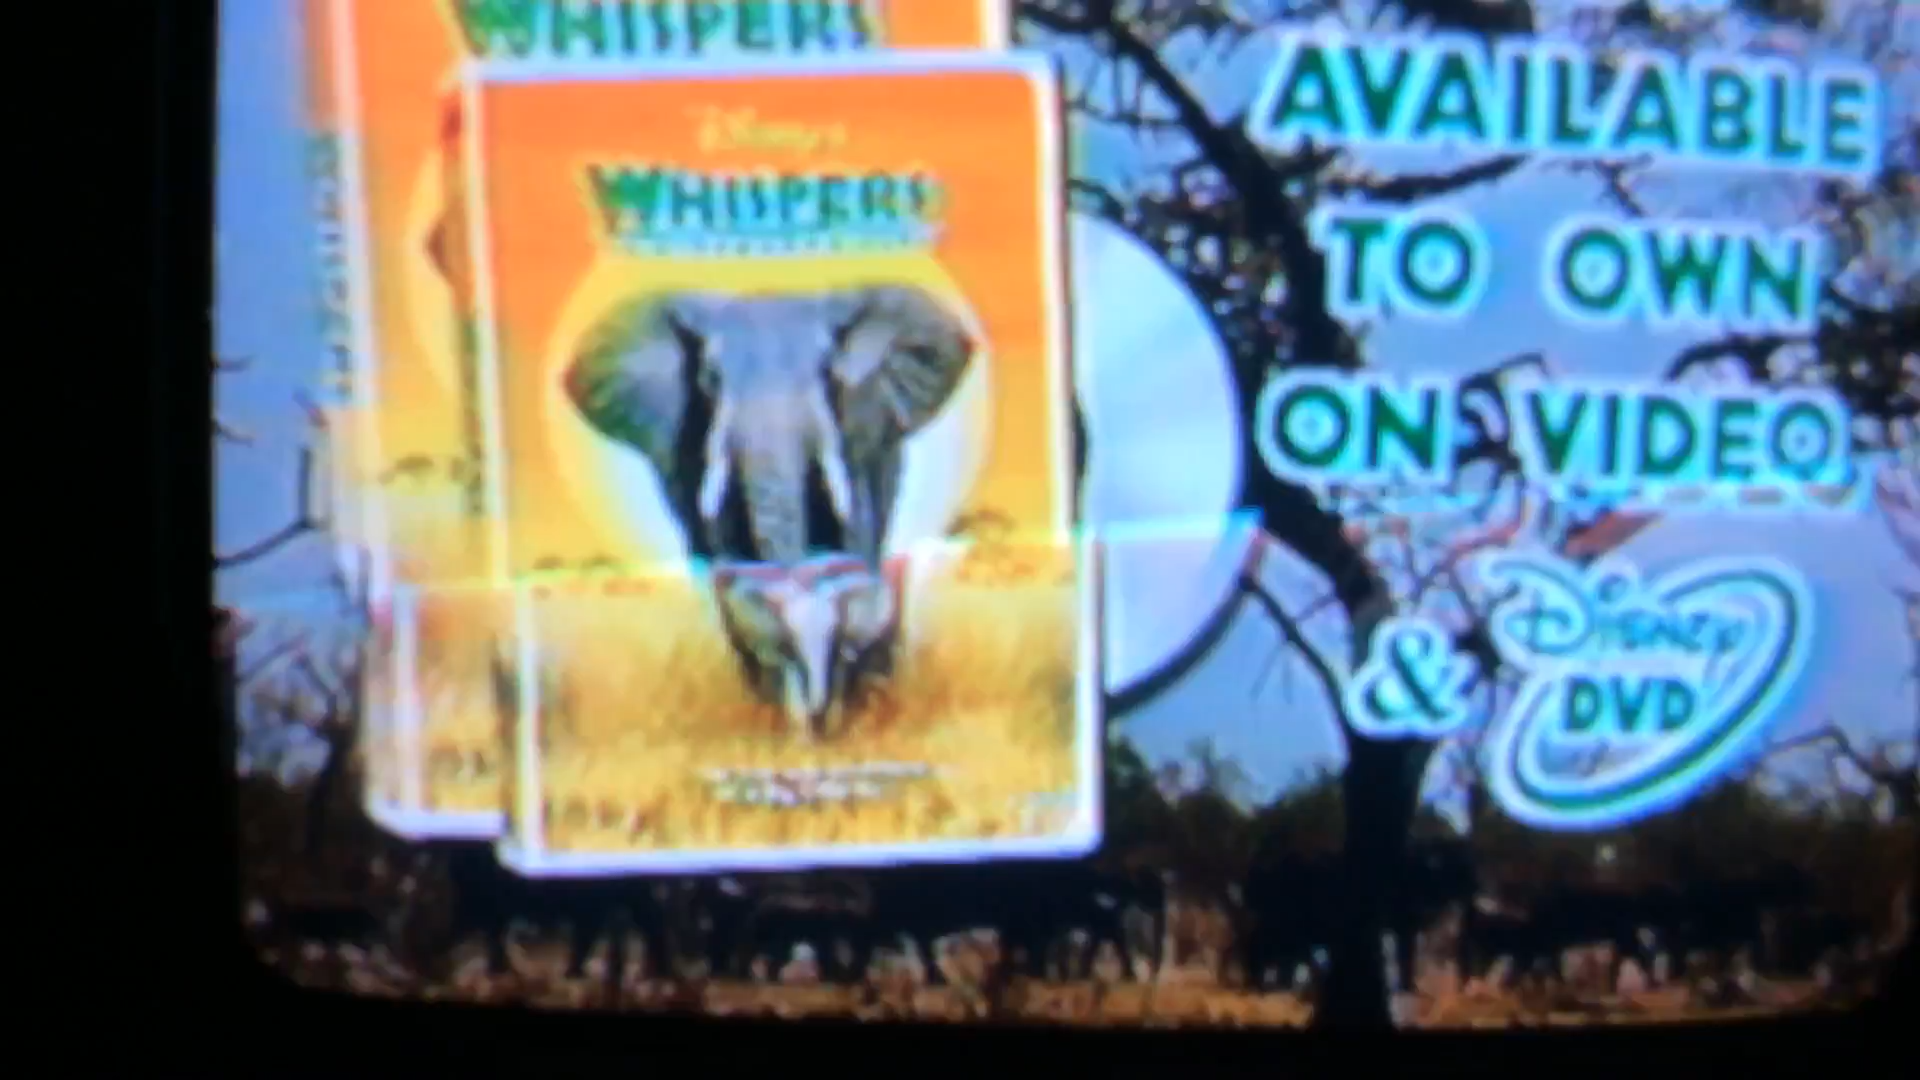 WHISPERS
Disney's
WHISPERS
AVAILABLE
TO OWN
ON VIDEO
& Disney
DVD